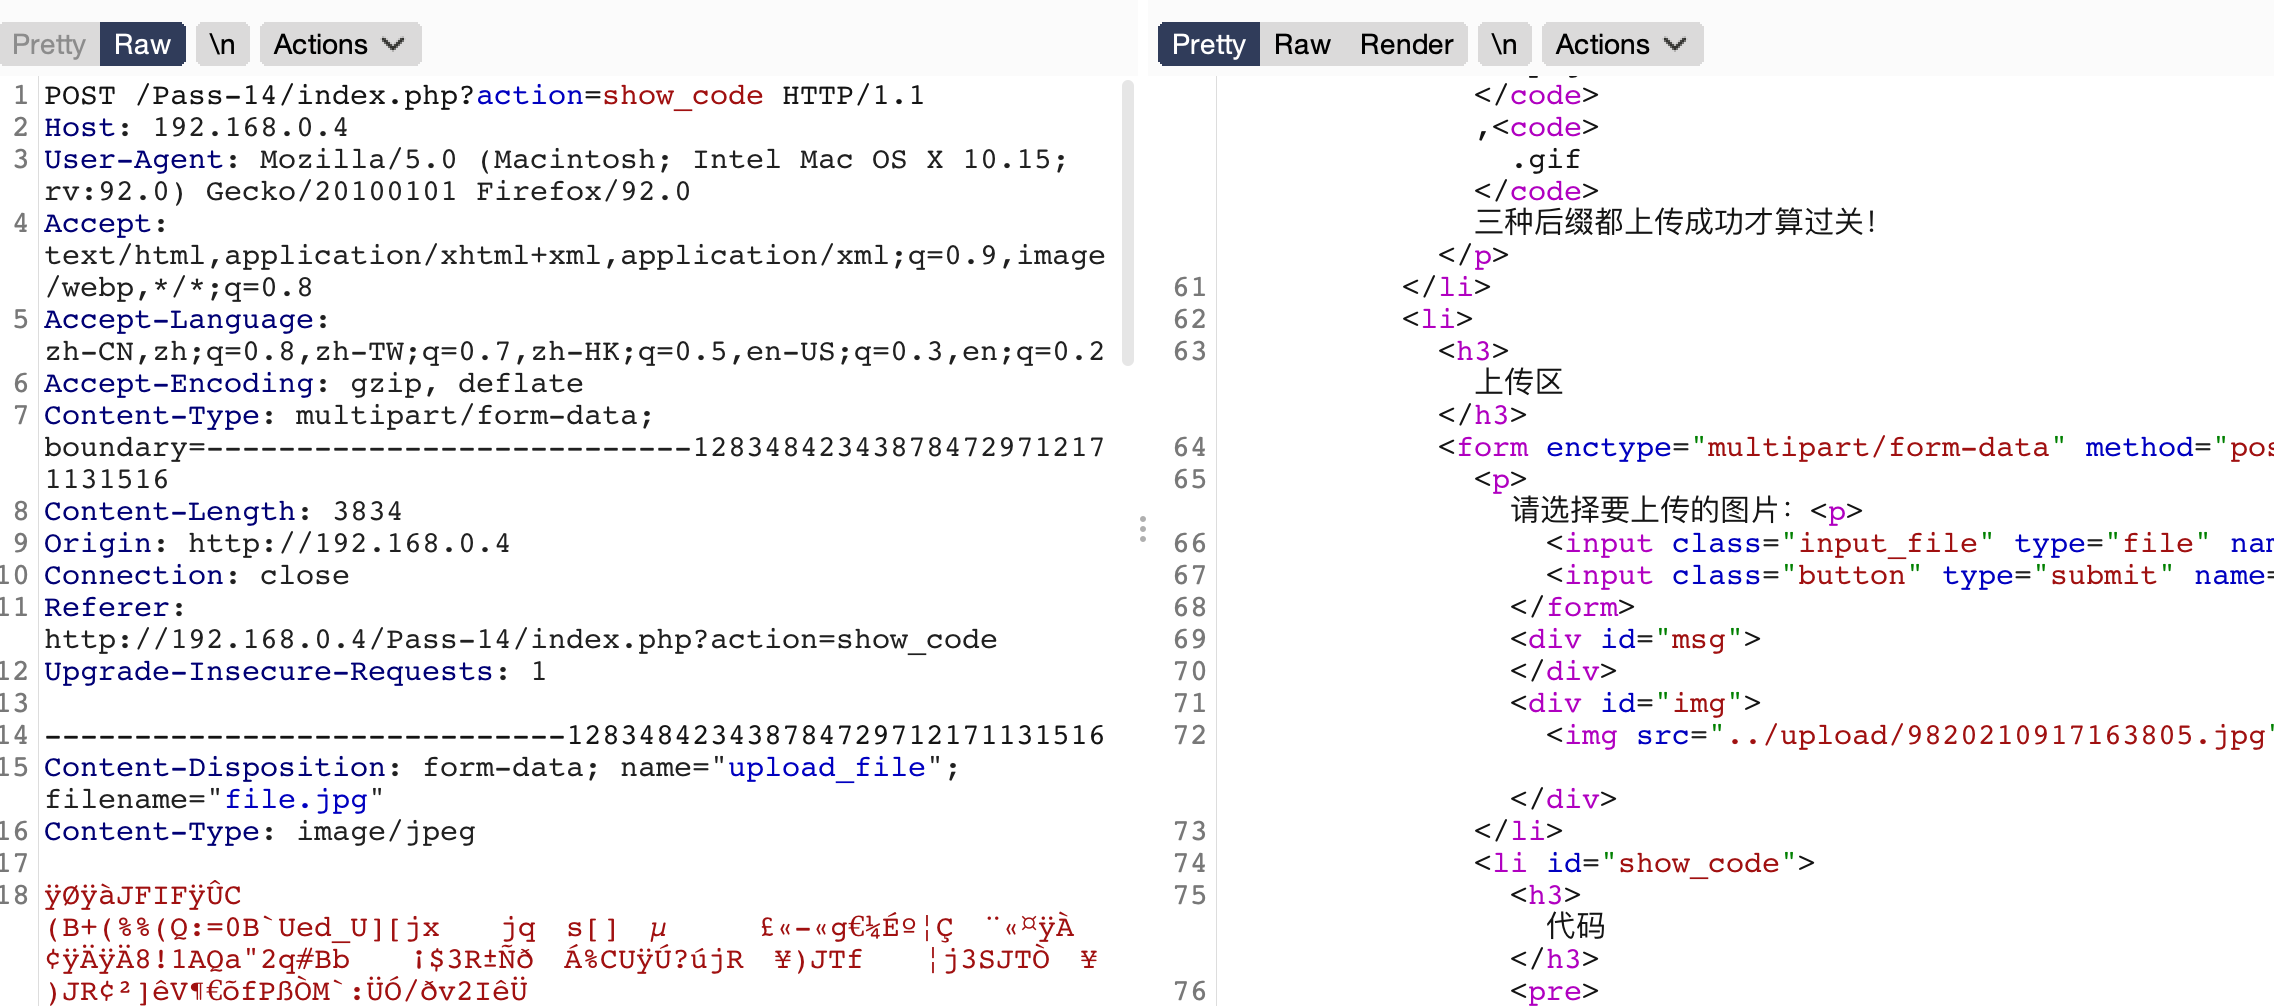 Pretty Raw \n Actions
1 POST /Pass-14/index.php?action=show_code HTTP/1.1
2 Host: 192.168.0.4
3 User-Agent: Mozilla/5.0 (Macintosh; Intel Mac OS X 10.15;
rv:92.0) Gecko/20100101 Firefox/92.0
4 Accept:
text/html,application/xhtml+xml,application/xml;q=0.9,image
/webp,*/*;q=0.8
5 Accept-Language:
zh-CN,zh;q=0.8,zh-TW;q=0.7,zh-HK;q=0.5,en-US;q=0.3,en;q=0.2
6 Accept-Encoding: gzip, deflate
7 Content-Type: multipart/form-data;
boundary=---------------------------12834842343878472971217
1131516
8 Content-Length: 3834
9 Origin: http://192.168.0.4
10 Connection: close
11 Referer:
http://192.168.0.4/Pass-14/index.php?action=show_code
12 Upgrade-Insecure-Requests: 1
13
14 -----------------------------128348423438784729712171131516
15 Content-Disposition: form-data; name="upload_file";
filename="file.jpg"
16 Content-Type: image/jpeg
17
18 ÿØÿàJFIFÿÛC
(B+(%%(Q:=0B`Ued_U][jx jq s[] µ £«-«g€¼Éº¦Ç ¨«¤ÿÀ
¢ÿÄÿÄ8!1AQa"2q#Bb ¡$3R±Ñð Á%CUÿÚ?újR ¥)JTf ¦j3SJTÒ ¥
)JR¢²]êV¶€õfPßÒM`:ÜÓ/ðv2IêÜ
Pretty Raw Render \n Actions
</code>
,<code>
.gif
</code>
三种后缀都上传成功才算过关!
</p>
61 </li>
62 <li>
63 <h3>
上传区
</h3>
64 <form enctype="multipart/form-data" method="pos
65 <p>
请选择要上传的图片：<p>
66 <input class="input_file" type="file" nam
67 <input class="button" type="submit" name=
68 </form>
69 <div id="msg">
70 </div>
71 <div id="img">
72 <img src="../upload/9820210917163805.jpg"
</div>
73 </li>
74 <li id="show_code">
75 <h3>
代码
</h3>
76 <pre>